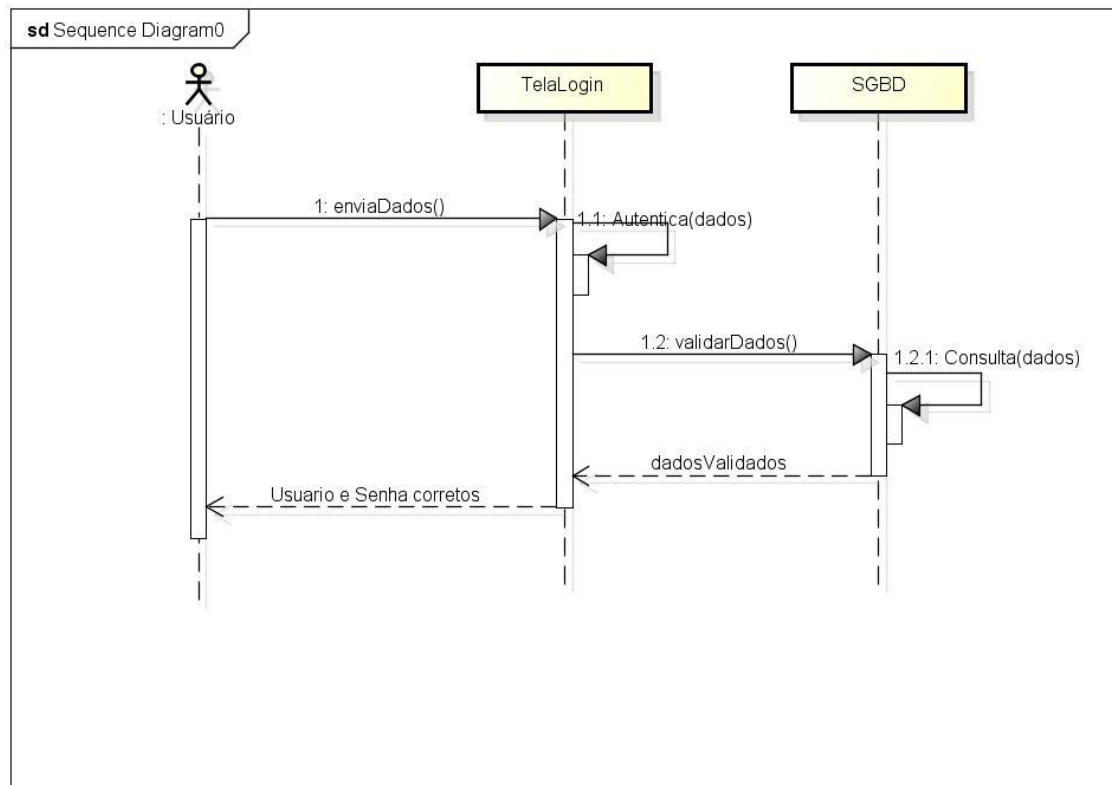 sd Sequence Diagram0
TelaLogin
SGBD
: Usuário
1: enviaDados()
1.1: Autentica(dados)
1.2: validarDados()
1.2.1: Consulta(dados)
dadosValidados
Usuario e Senha corretos